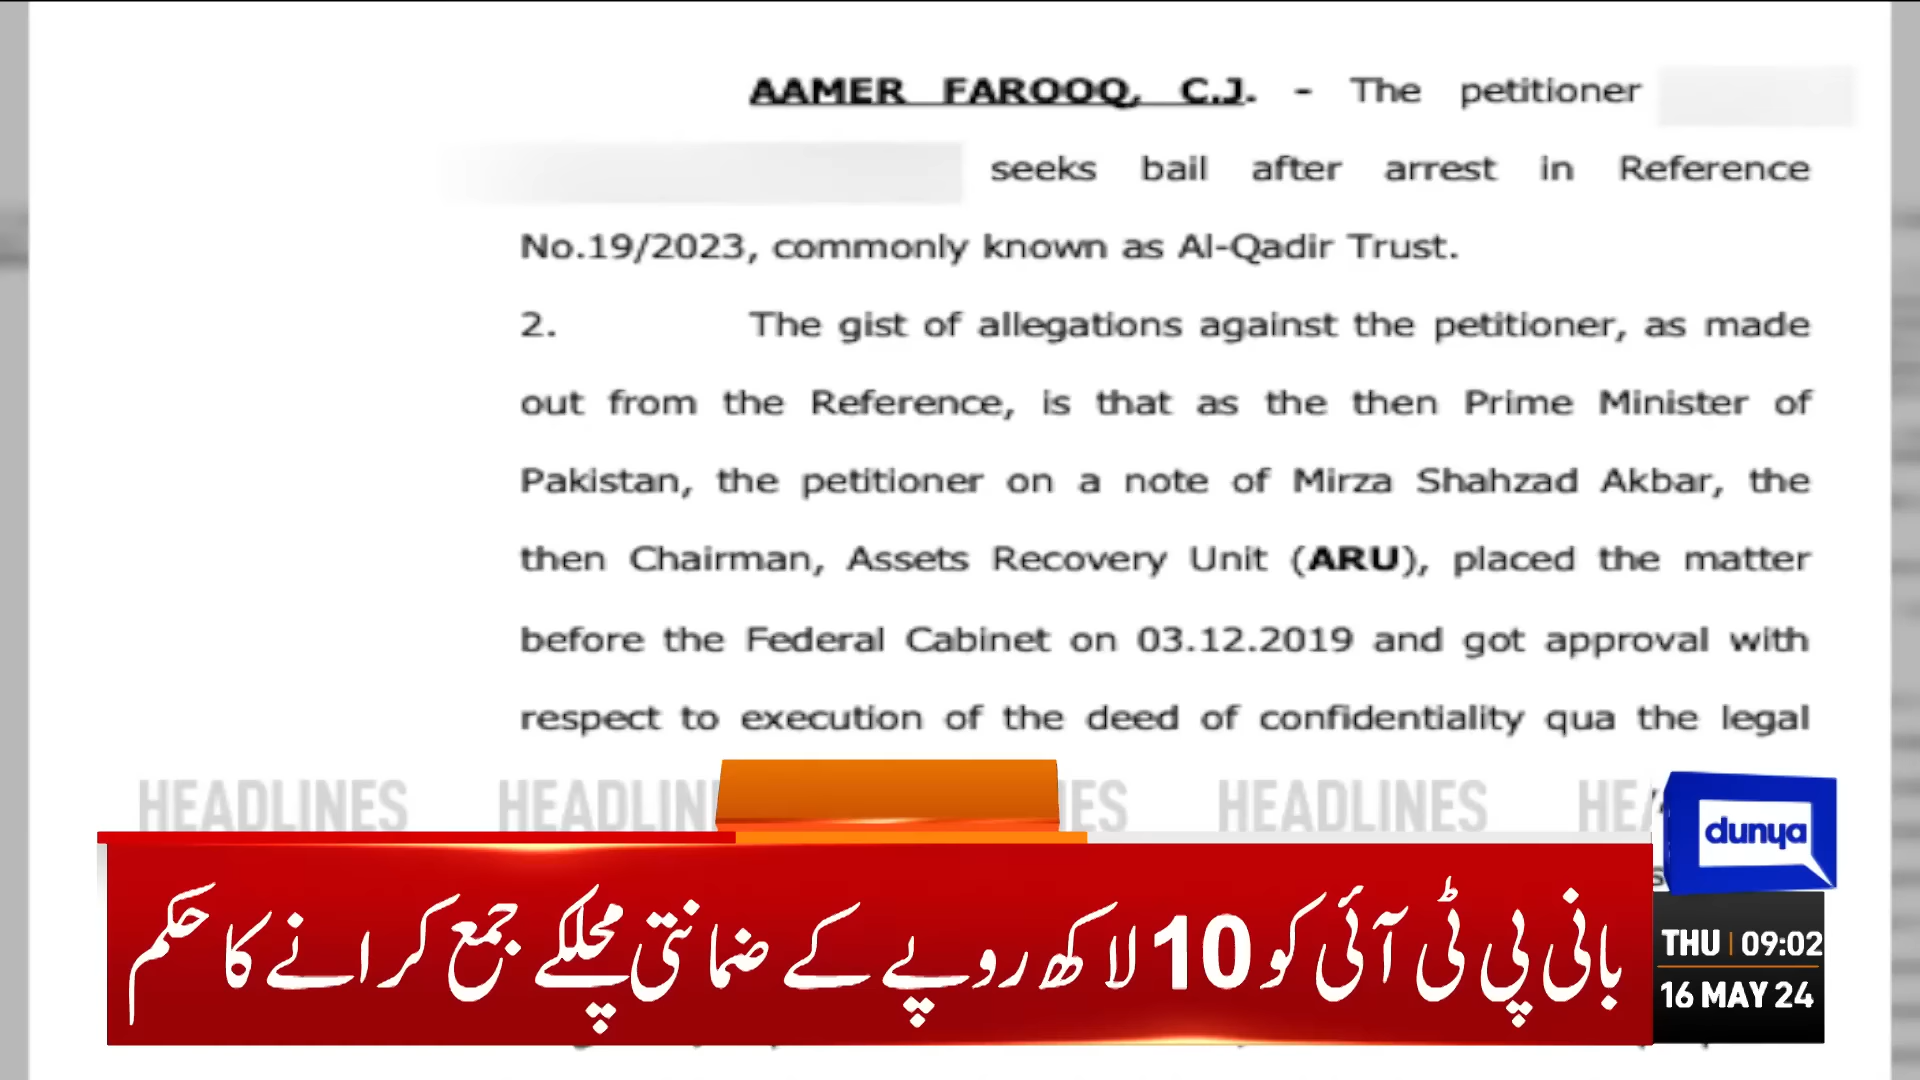 AAMER FAROOQ, C.J. - The petitioner
seeks bail after arrest in Reference
No.19/2023, commonly known as Al-Qadir Trust.
2. The gist of allegations against the petitioner, as made
out from the Reference, is that as the then Prime Minister of
Pakistan, the petitioner on a note of Mirza Shahzad Akbar, the
then Chairman, Assets Recovery Unit (ARU), placed the matter
before the Federal Cabinet on 03.12.2019 and got approval with
respect to execution of the deed of confidentiality qua the legal
HEADLINES HEADLINES HEADLINES
dunya
بانی پی ٹی آئی کو 10 لاکھ روپے کے ضمانتی مچلکے جمع کرانے کا حکم
THU 09:02
16 MAY 24